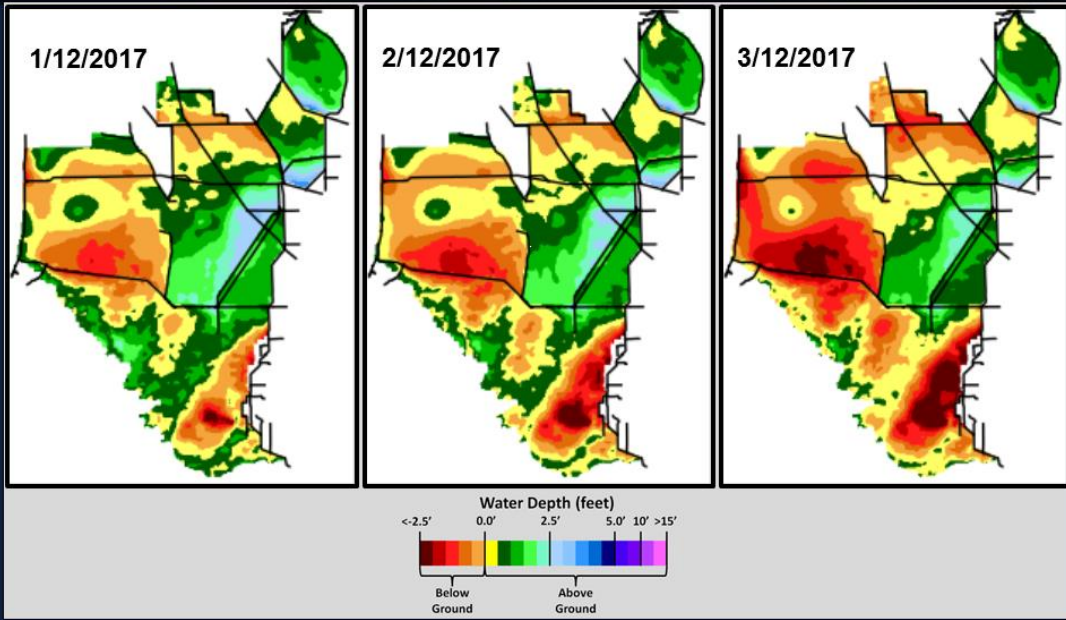 1/12/2017
2/12/2017
3/12/2017
Water Depth (feet)
<-2.5' 0.0' 2.5' 5.0' 10' >15'
Below Above
Ground Ground